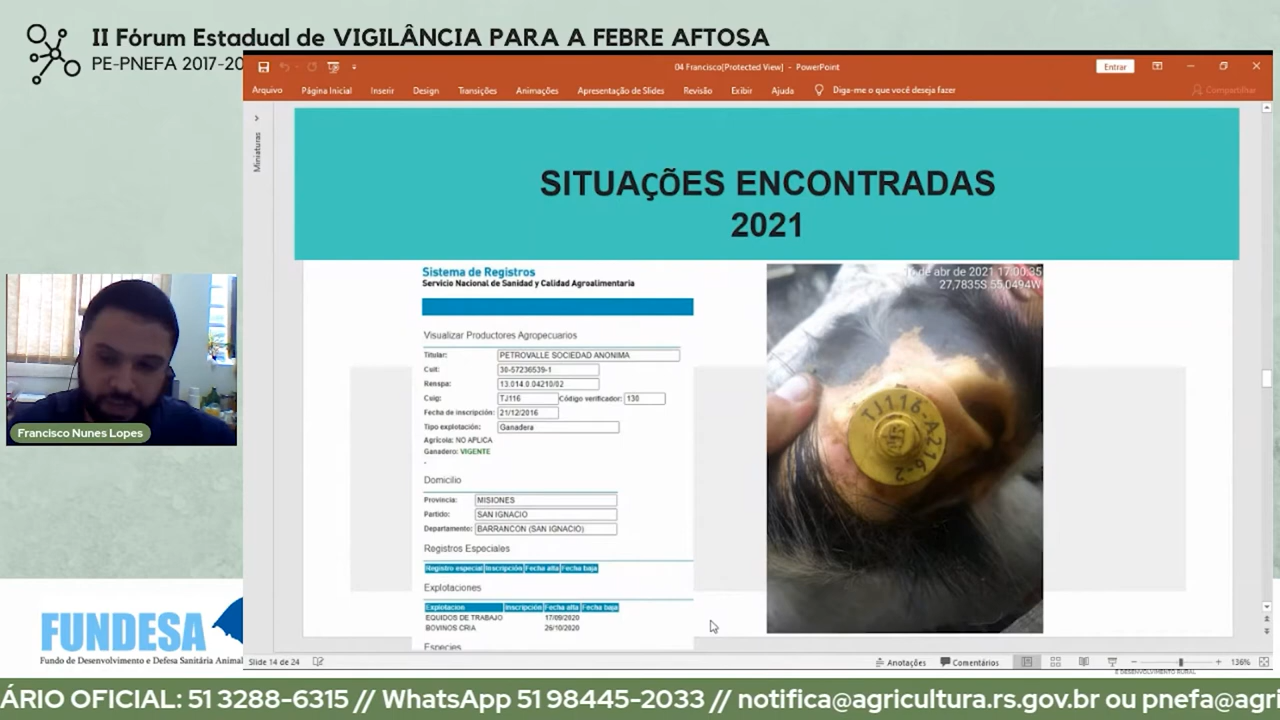 II Fórum Estadual de VIGILÂNCIA PARA A FEBRE AFTOSA
PE-PNEFA 2017-20
04 Francisco[Protected View] - PowerPoint
Entrar
Arquivo Página Inicial Inserir Design Transições Animações Apresentação de Slides Revisão Exibir Ajuda Diga-me o que você deseja fazer Compartilhar
Miniaturas
SITUAÇÕES ENCONTRADAS
2021
Sistema de Registros
Servicio Nacional de Sanidad y Calidad Agroalimentaria
Visualizar Productores Agropecuarios
Titular: PETROVALLE SOCIEDAD ANONIMA
Cuit: 30-57236539-1
Renspa: 13.014.0.04210/02
Cuig: TJ116 Código verificador: 130
Fecha de inscripción: 21/12/2016
Tipo explotación: Ganadera
Agrícola: NO APLICA
Ganadero: VIGENTE
Domicilio
Provincia: MISIONES
Partido: SAN IGNACIO
Departamento: BARRANCON (SAN IGNACIO)
Registros Especiales
Registro especial Inscripción Fecha alta Fecha baja
Explotaciones
Explotacion Inscripción Fecha alta Fecha baja
EQUIDOS DE TRABAJO 17/09/2020
BOVINOS CRIA 26/10/2020
Especies
de abr de 2021 17:00:35
27,7835S 55,0494W
Francisco Nunes Lopes
FUNDESA
Fundo de Desenvolvimento e Defesa Sanitária Animal
Slide 14 de 24
Anotações Comentários 136%
E DESENVOLVIMENTO RURAL
ÁRIO OFICIAL: 51 3288-6315 // WhatsApp 51 98445-2033 // notifica@agricultura.rs.gov.br ou pnefa@agri